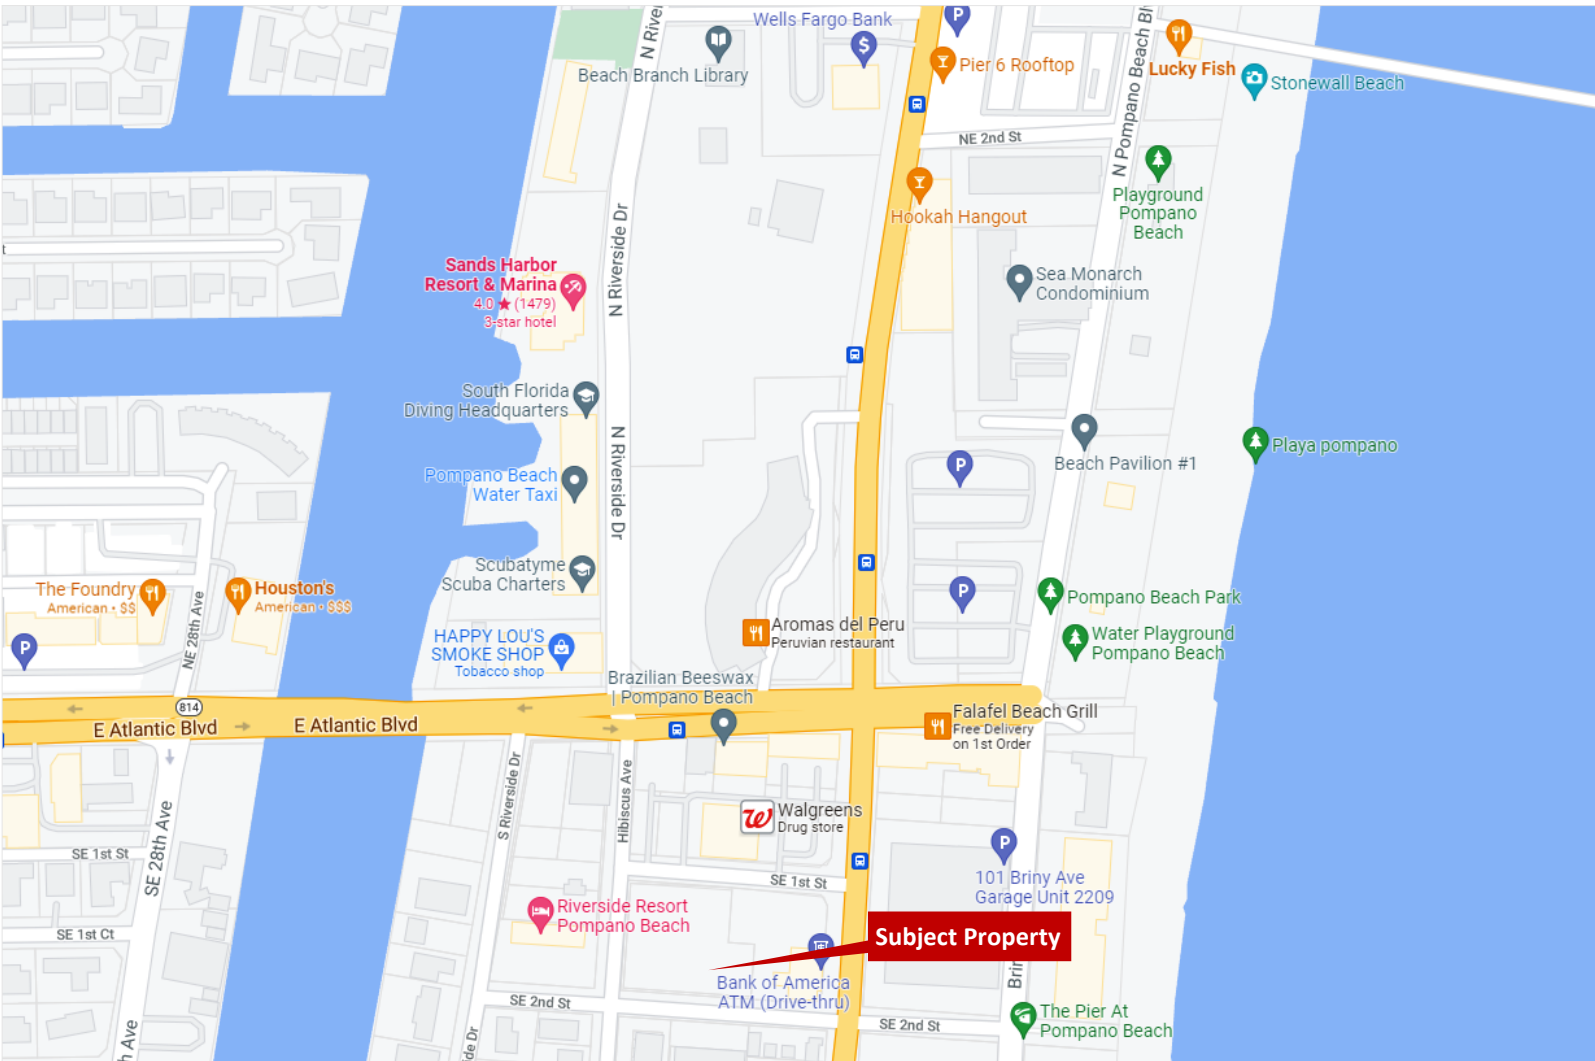 Wells Fargo Bank
P
N River
Beach Branch Library
Pier 6 Rooftop
N Pompano Beach Bl
Lucky Fish
Stonewall Beach
NE 2nd St
Playground
Pompano
Beach
Hookah Hangout
N Riverside Dr
Sands Harbor
Resort & Marina
4.0 ★ (1479)
3-star hotel
Sea Monarch
Condominium
South Florida
Diving Headquarters
N Riverside Dr
Beach Pavilion #1
Playa pompano
P
Pompano Beach
Water Taxi
Scubatyme
Scuba Charters
The Foundry
American • $$
Houston's
American • $$$
NE 28th Ave
P
P
Pompano Beach Park
Aromas del Peru
Peruvian restaurant
Water Playground
Pompano Beach
HAPPY LOU'S
SMOKE SHOP
Tobacco shop
Brazilian Beeswax
| Pompano Beach
814
E Atlantic Blvd
E Atlantic Blvd
Falafel Beach Grill
Free Delivery
on 1st Order
S Riverside Dr
Hibiscus Ave
Walgreens
Drug store
SE 28th Ave
SE 1st St
SE 1st St
P
101 Briny Ave
Garage Unit 2209
Riverside Resort
Pompano Beach
SE 1st Ct
Subject Property
Brin
Bank of America
ATM (Drive-thru)
SE 2nd St
SE 2nd St
The Pier At
Pompano Beach
h Ave
de Dr